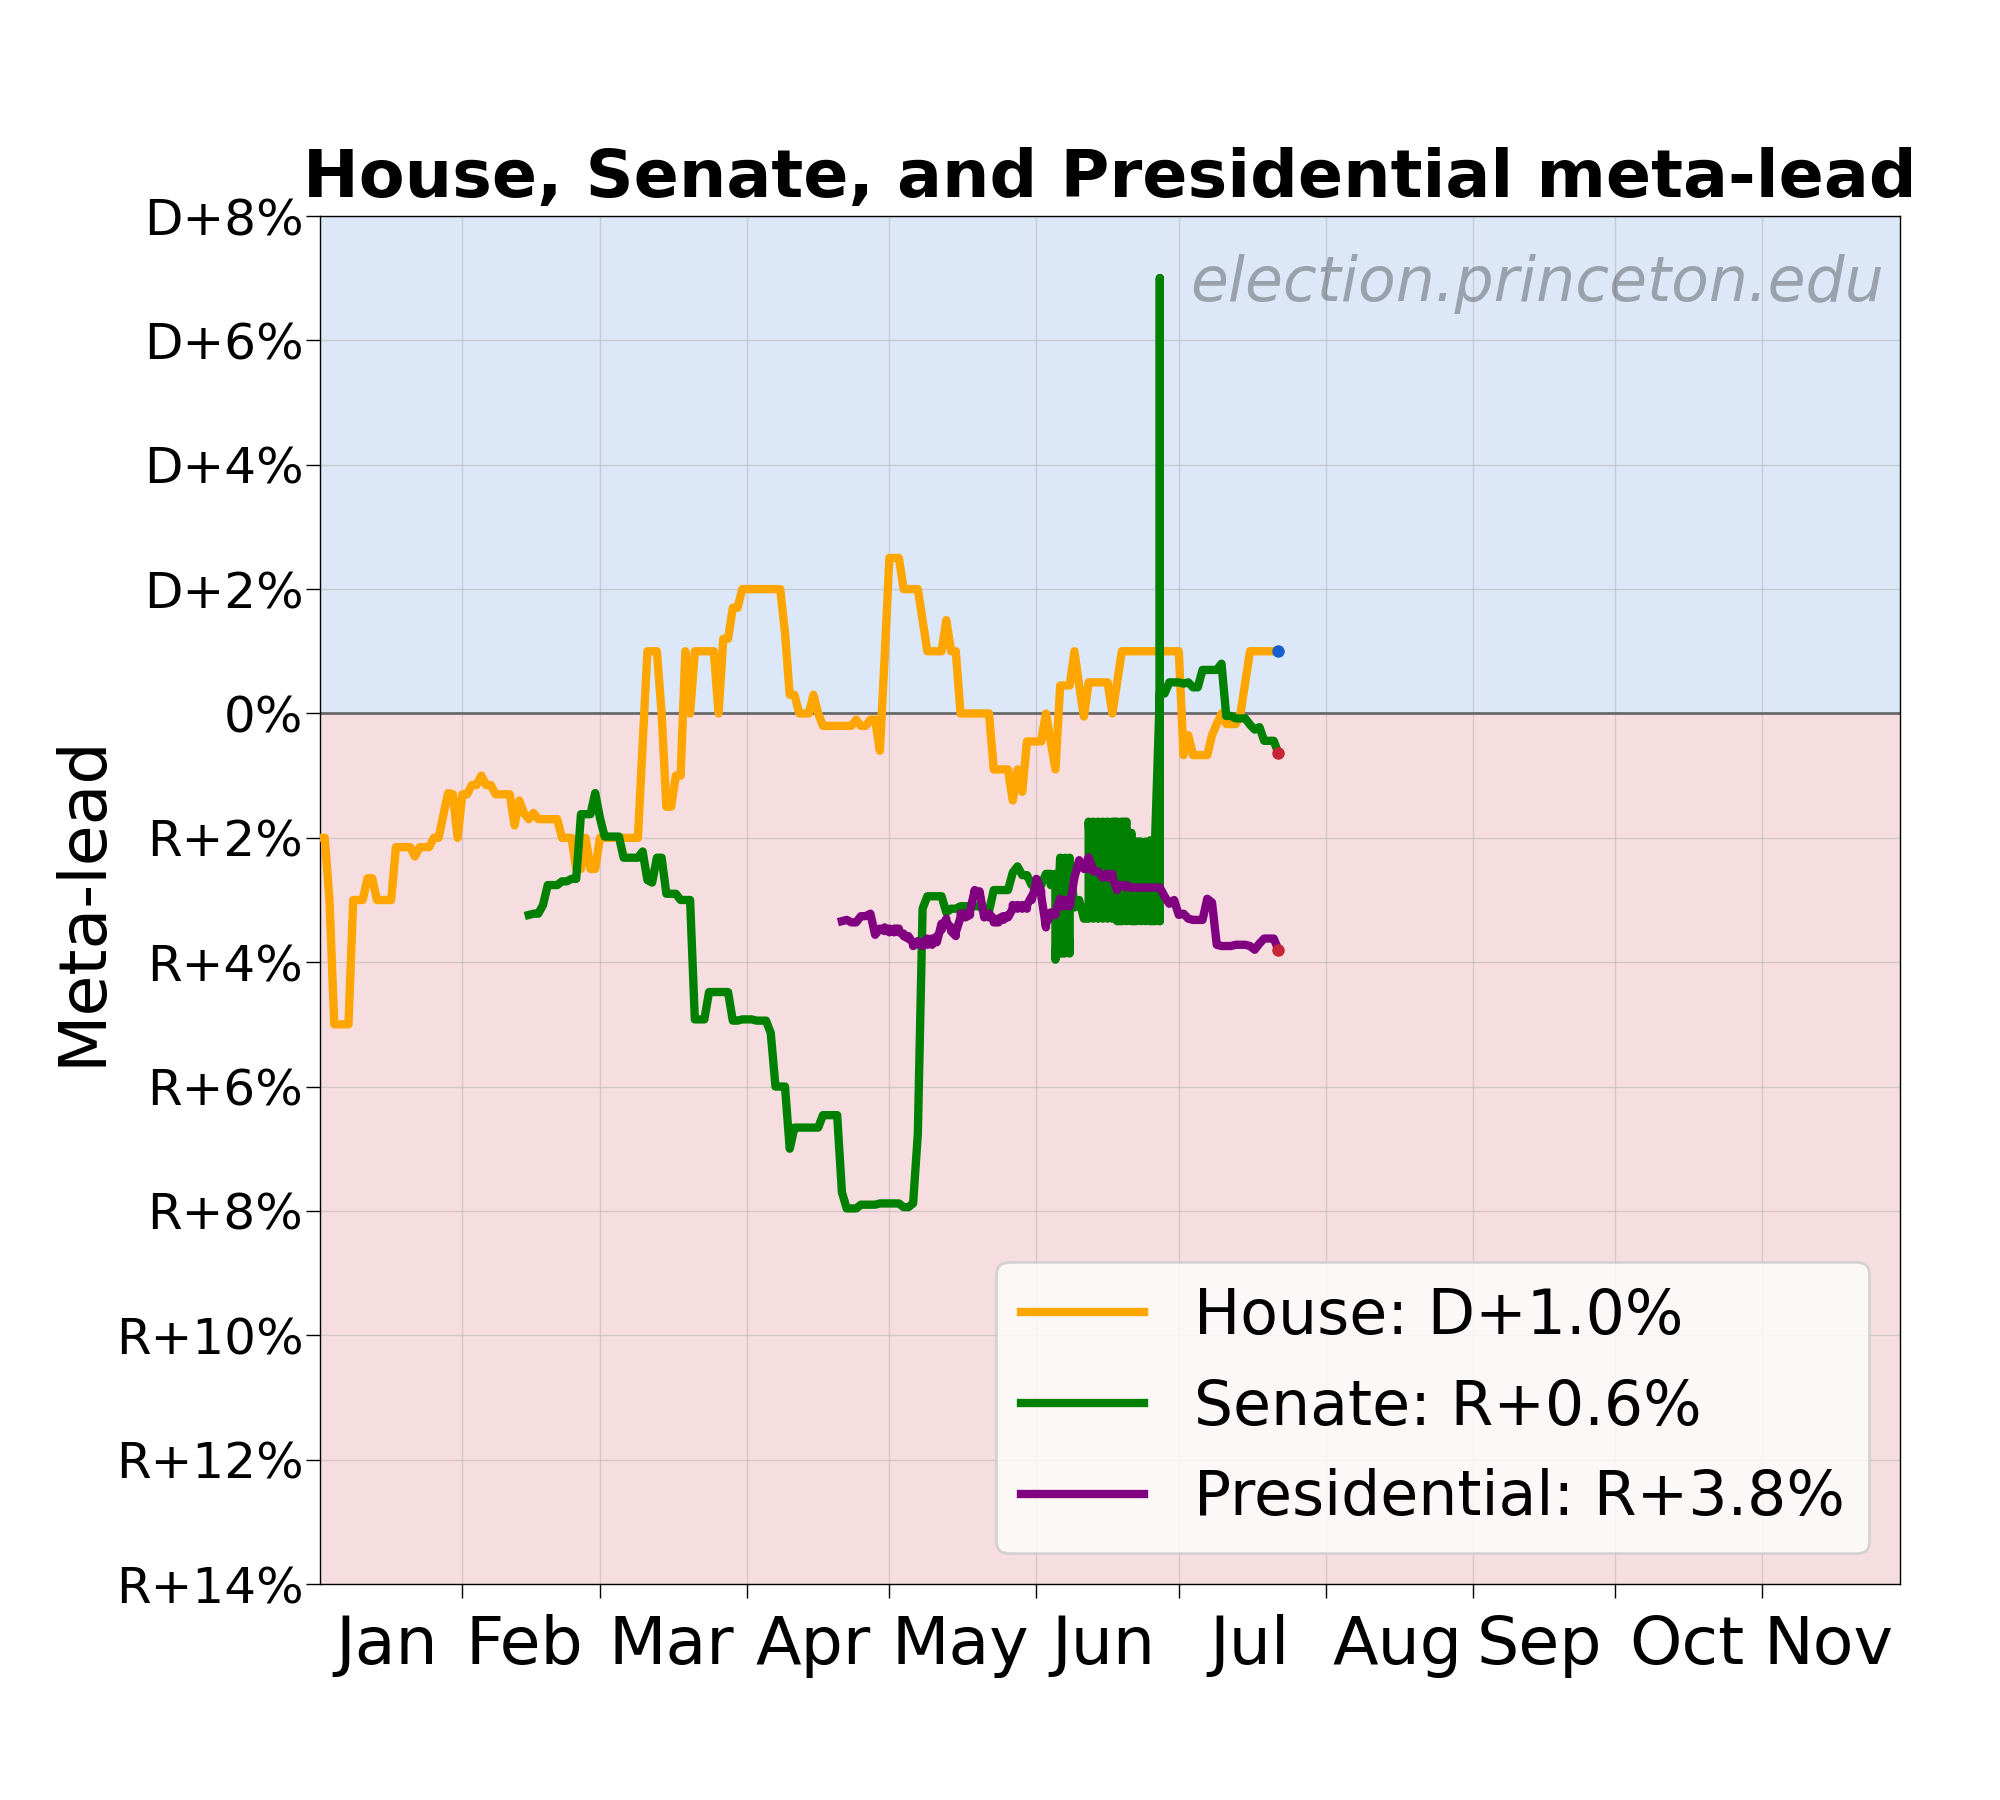 House, Senate, and Presidential meta-lead
election.princeton.edu
Meta-lead
D+8%
D+6%
D+4%
D+2%
0%
R+2%
R+4%
R+6%
R+8%
R+10%
R+12%
R+14%
House: D+1.0%
Senate: R+0.6%
Presidential: R+3.8%
Jan Feb Mar Apr May Jun Jul Aug Sep Oct Nov